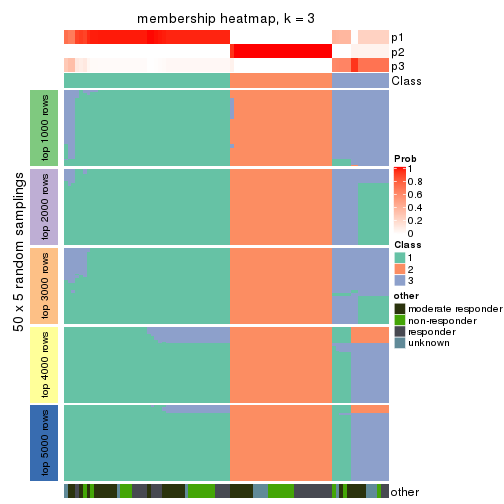 membership heatmap, k = 3
p1
p2
p3
Class
50 x 5 random samplings
top 1000 rows
top 2000 rows
top 3000 rows
top 4000 rows
top 5000 rows
Prob
1
0.8
0.6
0.4
0.2
0
Class
1
2
3
other
moderate responder
non-responder
responder
unknown
other